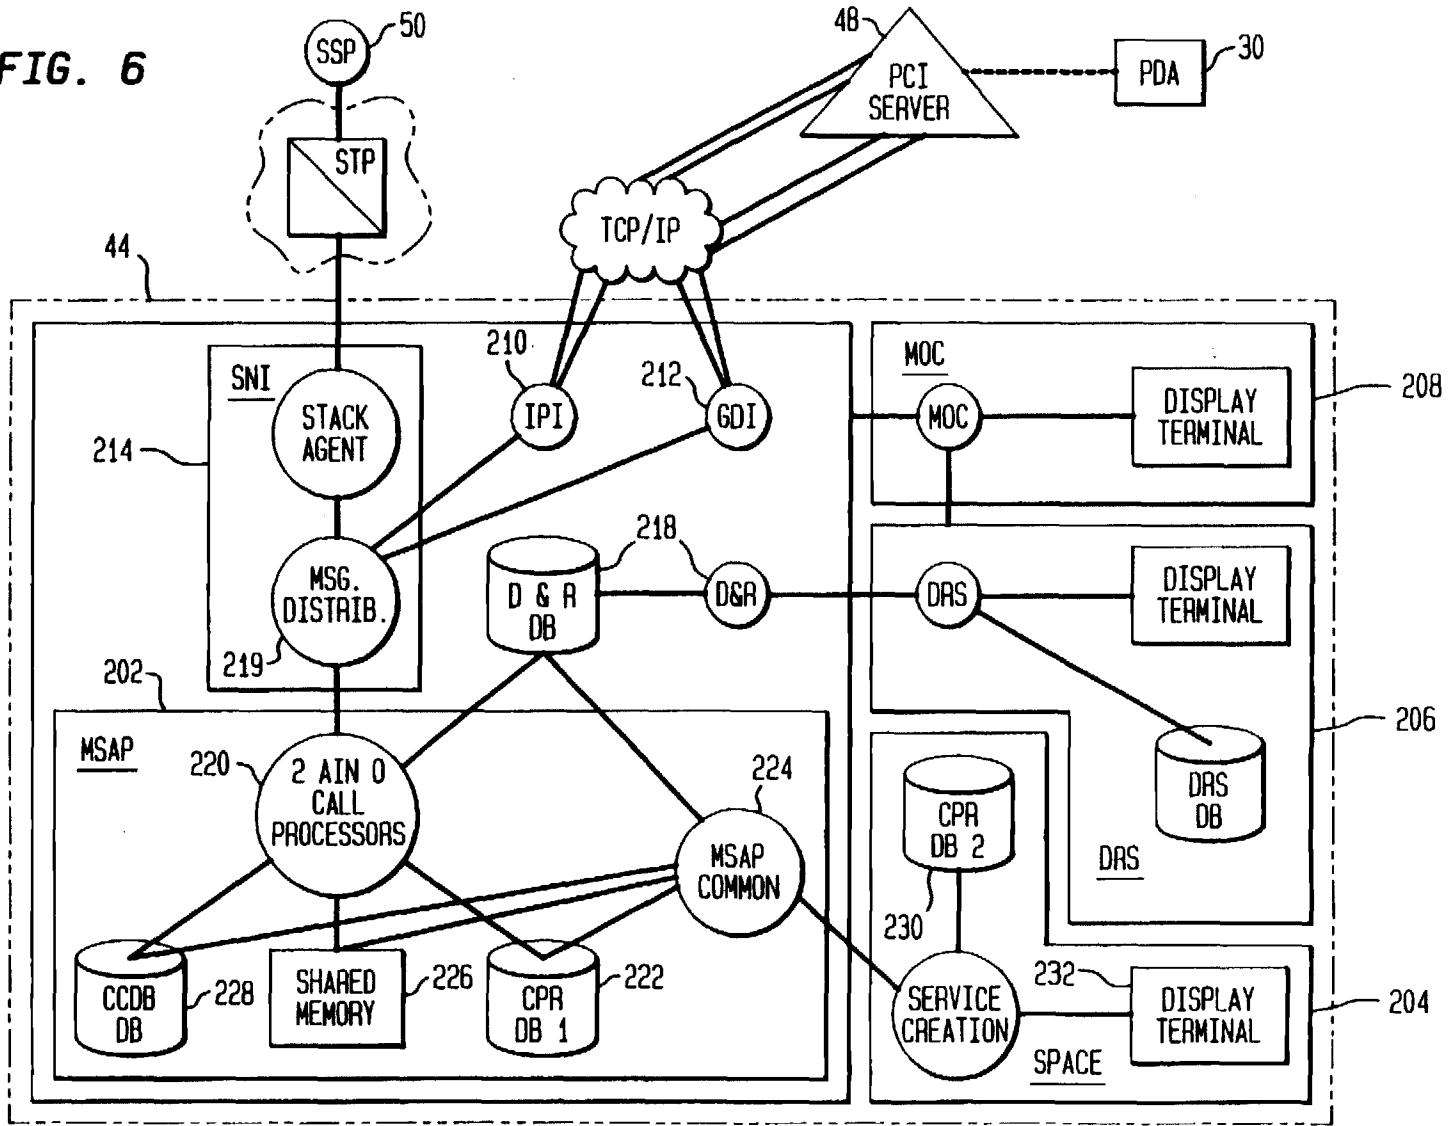 FIG. 6
SSP
50
48
PCI
SERVER
PDA
30
STP
TCP/IP
44
SNI
STACK
AGENT
214
210
IPI
212
GDI
MOC
MOC
DISPLAY
TERMINAL
208
MSG.
DISTRIB.
219
D & R
DB
218
D&R
DRS
DISPLAY
TERMINAL
202
MSAP
220
2 AIN 0
CALL
PROCESSORS
224
MSAP
COMMON
CPR
DB 2
230
DRS
DB
DRS
206
CCDB
DB
228
SHARED
MEMORY
226
CPR
DB 1
222
SERVICE
CREATION
SPACE
232
DISPLAY
TERMINAL
204